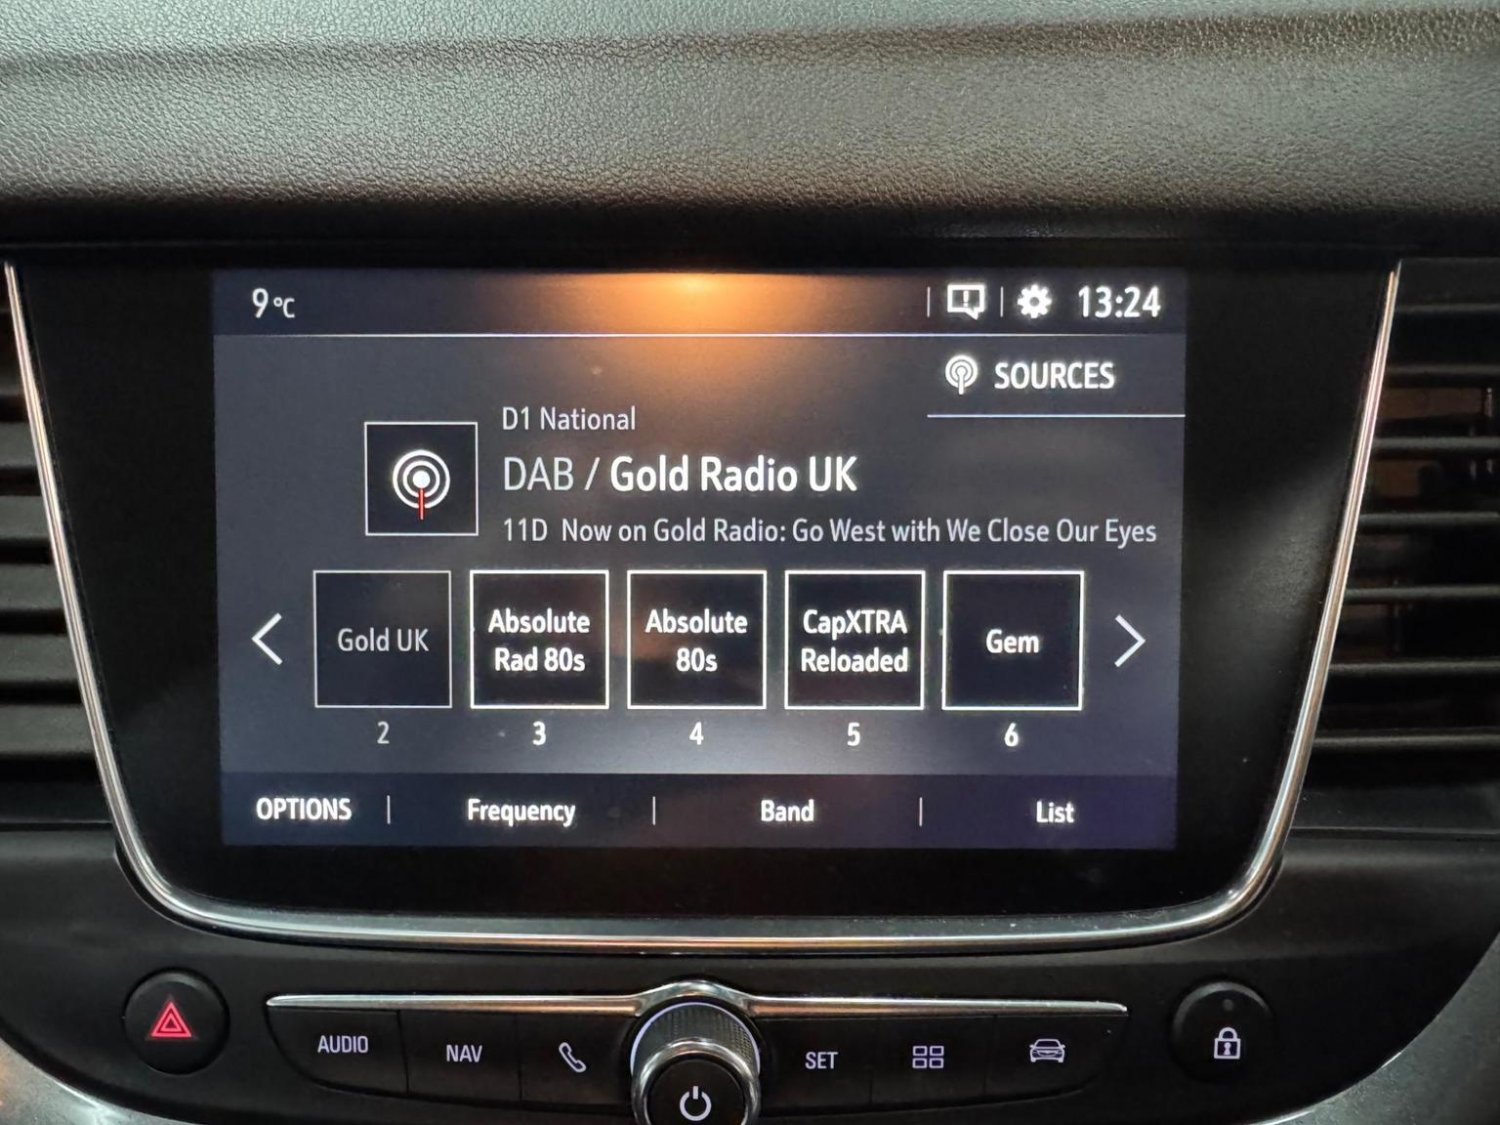 9 °C
13:24
SOURCES
D1 National
DAB / Gold Radio UK
11D Now on Gold Radio: Go West with We Close Our Eyes
Gold UK
Absolute
Rad 80s
Absolute
80s
CapXTRA
Reloaded
Gem
2 3 4 5 6
OPTIONS | Frequency | Band | List
AUDIO
NAV
SET